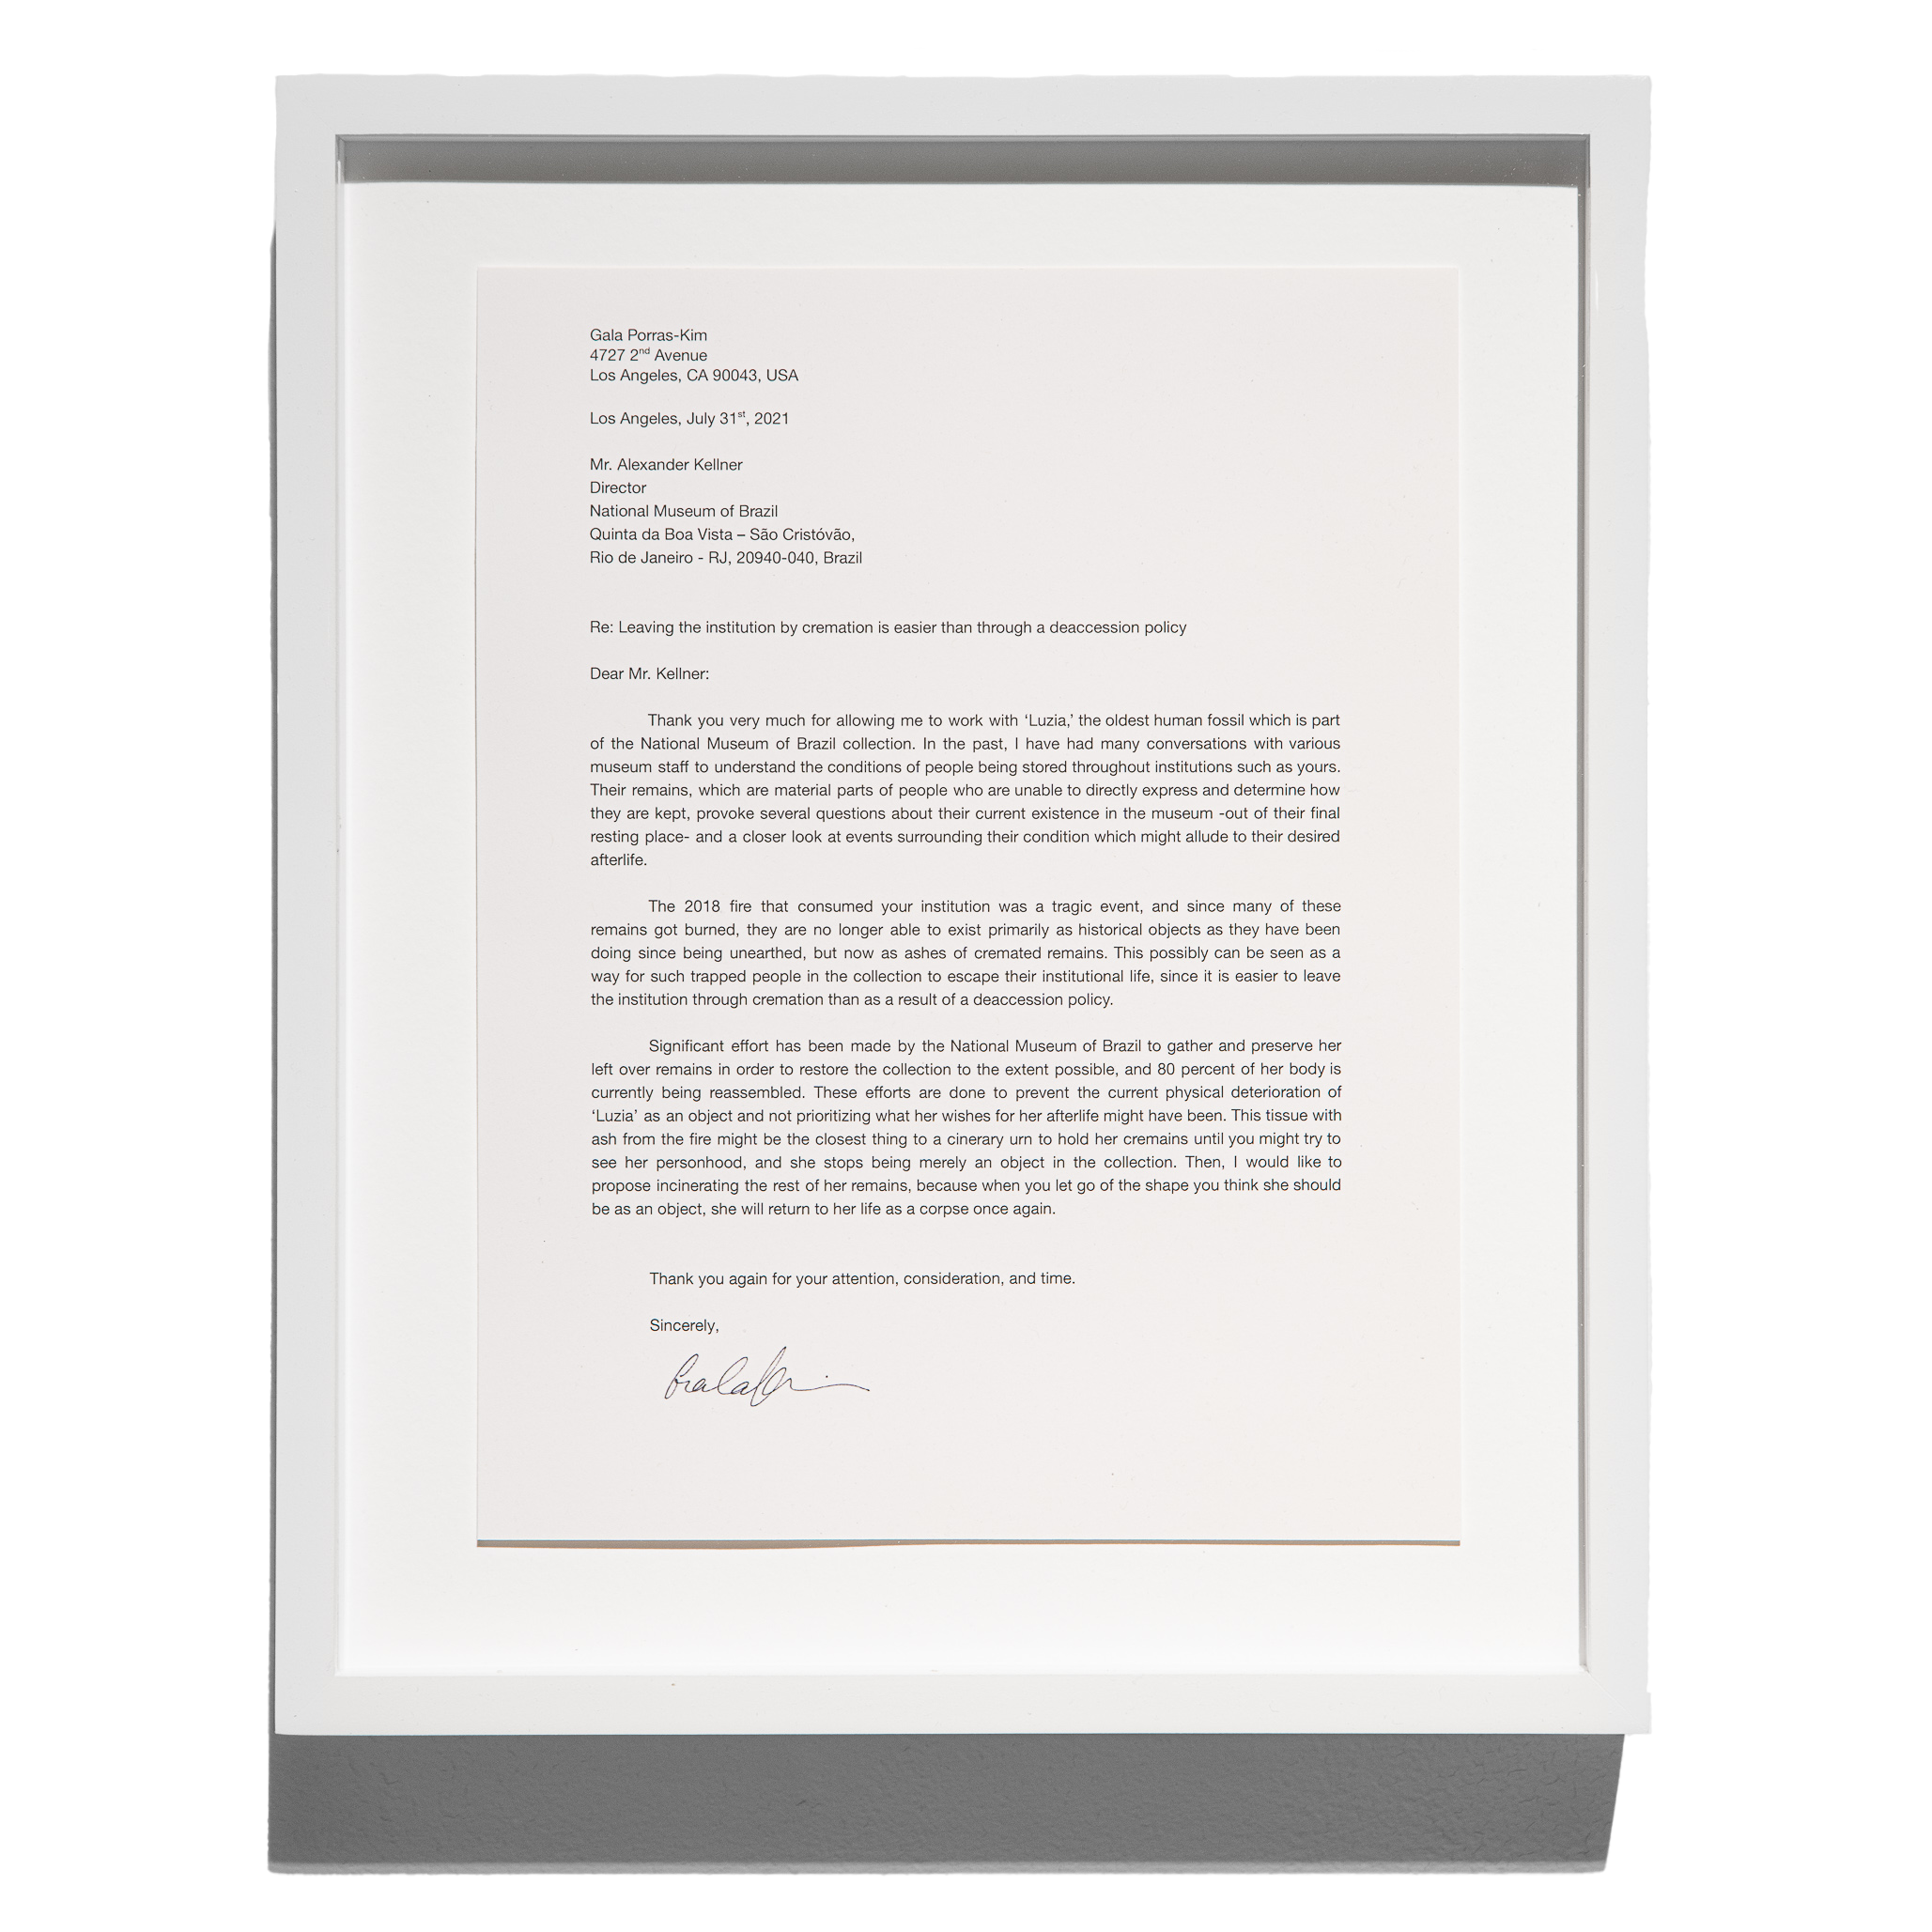 Gala Porras-Kim
4727 2nd Avenue
Los Angeles, CA 90043, USA
Los Angeles, July 31st, 2021
Mr. Alexander Kellner
Director
National Museum of Brazil
Quinta da Boa Vista – São Cristóvão,
Rio de Janeiro - RJ, 20940-040, Brazil
Re: Leaving the institution by cremation is easier than through a deaccession policy
Dear Mr. Kellner:
Thank you very much for allowing me to work with ‘Luzia,’ the oldest human fossil which is part
of the National Museum of Brazil collection. In the past, I have had many conversations with various
museum staff to understand the conditions of people being stored throughout institutions such as yours.
Their remains, which are material parts of people who are unable to directly express and determine how
they are kept, provoke several questions about their current existence in the museum -out of their final
resting place- and a closer look at events surrounding their condition which might allude to their desired
afterlife.
The 2018 fire that consumed your institution was a tragic event, and since many of these
remains got burned, they are no longer able to exist primarily as historical objects as they have been
doing since being unearthed, but now as ashes of cremated remains. This possibly can be seen as a
way for such trapped people in the collection to escape their institutional life, since it is easier to leave
the institution through cremation than as a result of a deaccession policy.
Significant effort has been made by the National Museum of Brazil to gather and preserve her
left over remains in order to restore the collection to the extent possible, and 80 percent of her body is
currently being reassembled. These efforts are done to prevent the current physical deterioration of
‘Luzia’ as an object and not prioritizing what her wishes for her afterlife might have been. This tissue with
ash from the fire might be the closest thing to a cinerary urn to hold her cremains until you might try to
see her personhood, and she stops being merely an object in the collection. Then, I would like to
propose incinerating the rest of her remains, because when you let go of the shape you think she should
be as an object, she will return to her life as a corpse once again.
Thank you again for your attention, consideration, and time.
Sincerely,